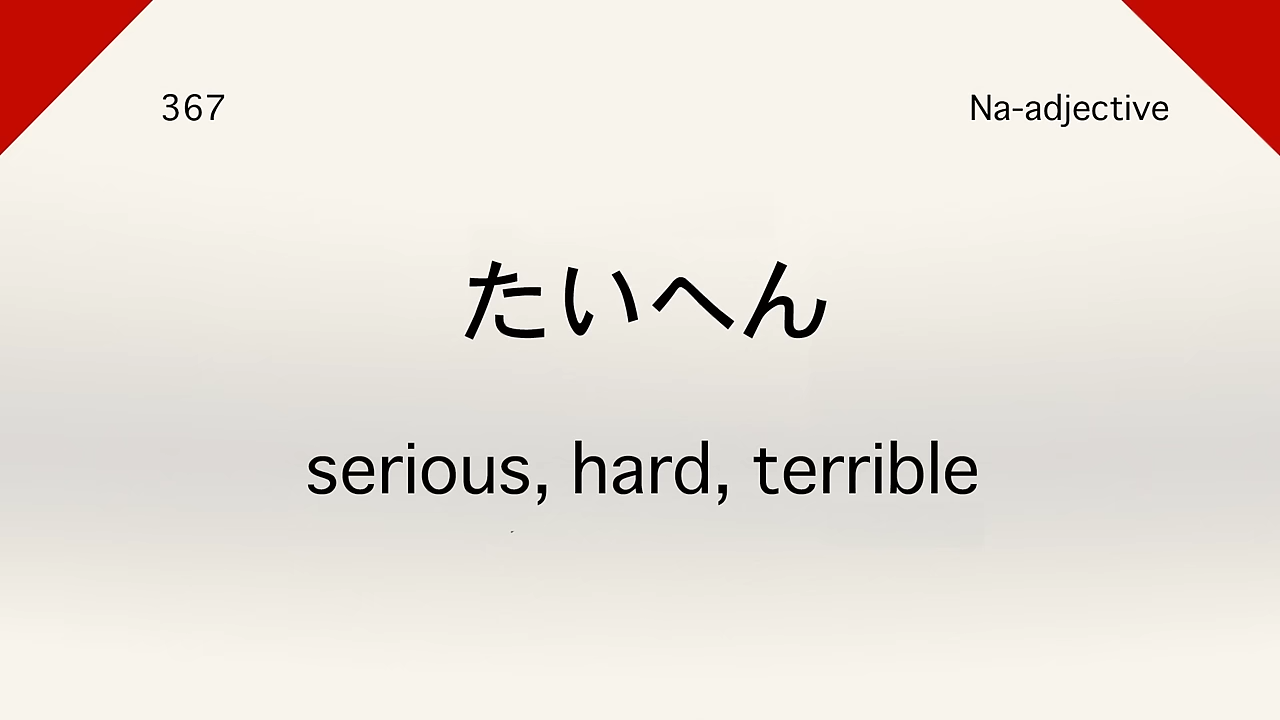 367
Na-adjective
たいへん
serious, hard, terrible